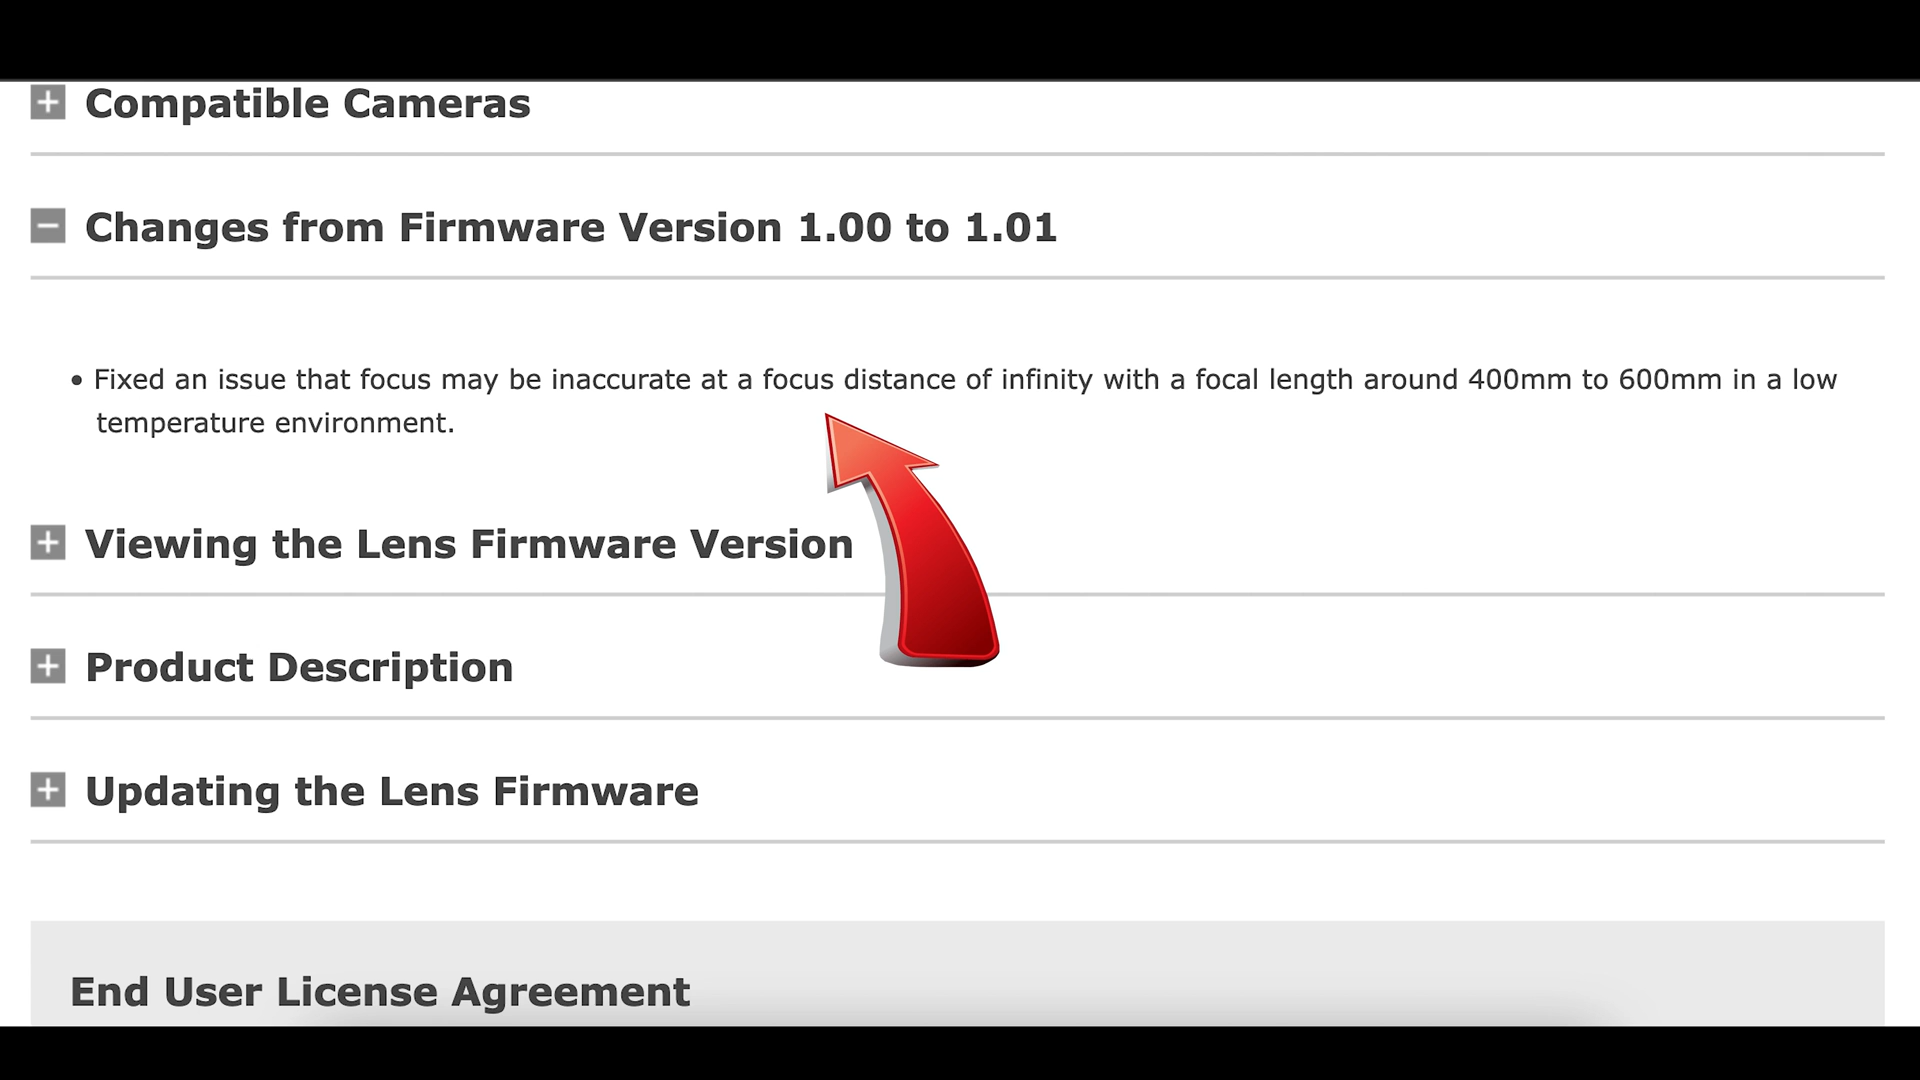 Compatible Cameras
Changes from Firmware Version 1.00 to 1.01
• Fixed an issue that focus may be inaccurate at a focus distance of infinity with a focal length around 400mm to 600mm in a low
temperature environment.
Viewing the Lens Firmware Version
Product Description
Updating the Lens Firmware
End User License Agreement